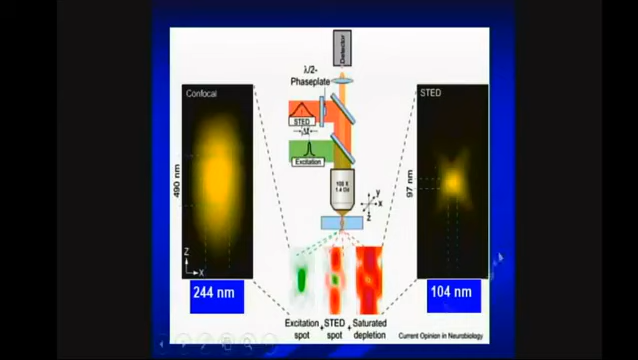 Detector
λ/2-
Phaseplate
Confocal
STED
STED
Δt
Excitation
490 nm
100 X
1.4 Oil
y
x
z
97 nm
Z
X
244 nm
104 nm
Excitation + STED + Saturated
spot spot depletion
Current Opinion in Neurobiology